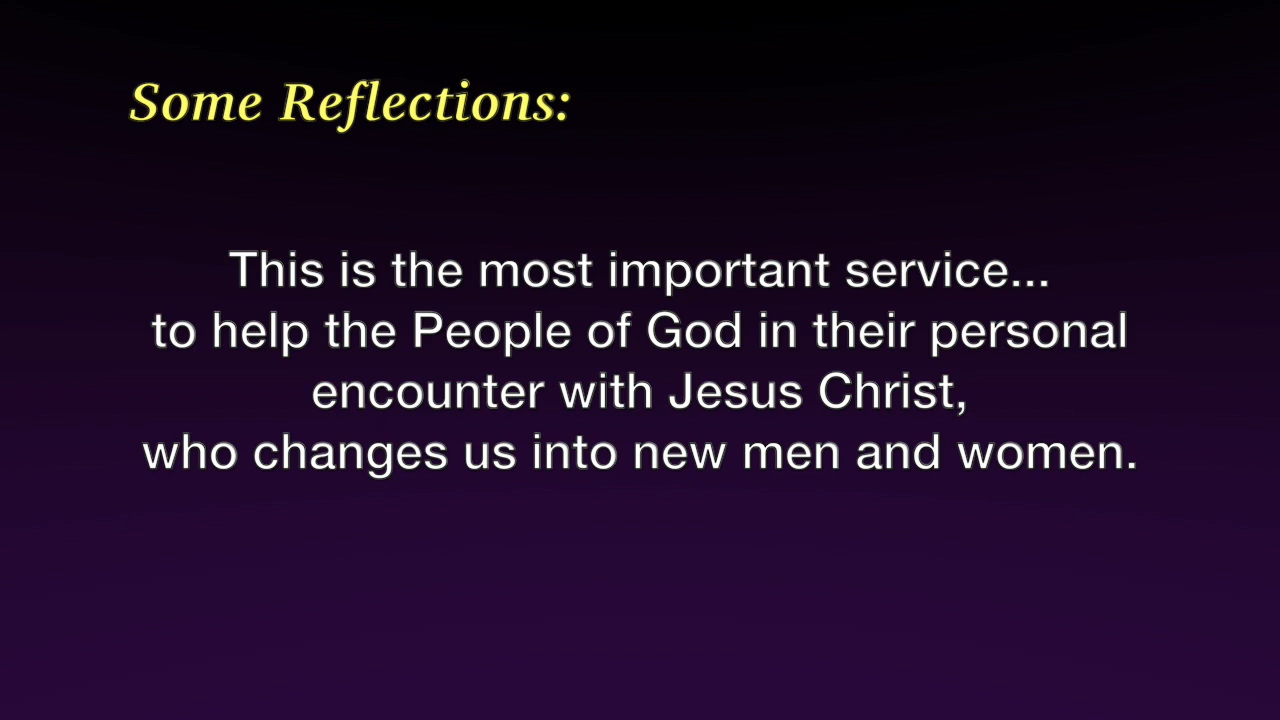 Some Reflections:
This is the most important service...
to help the People of God in their personal
encounter with Jesus Christ,
who changes us into new men and women.